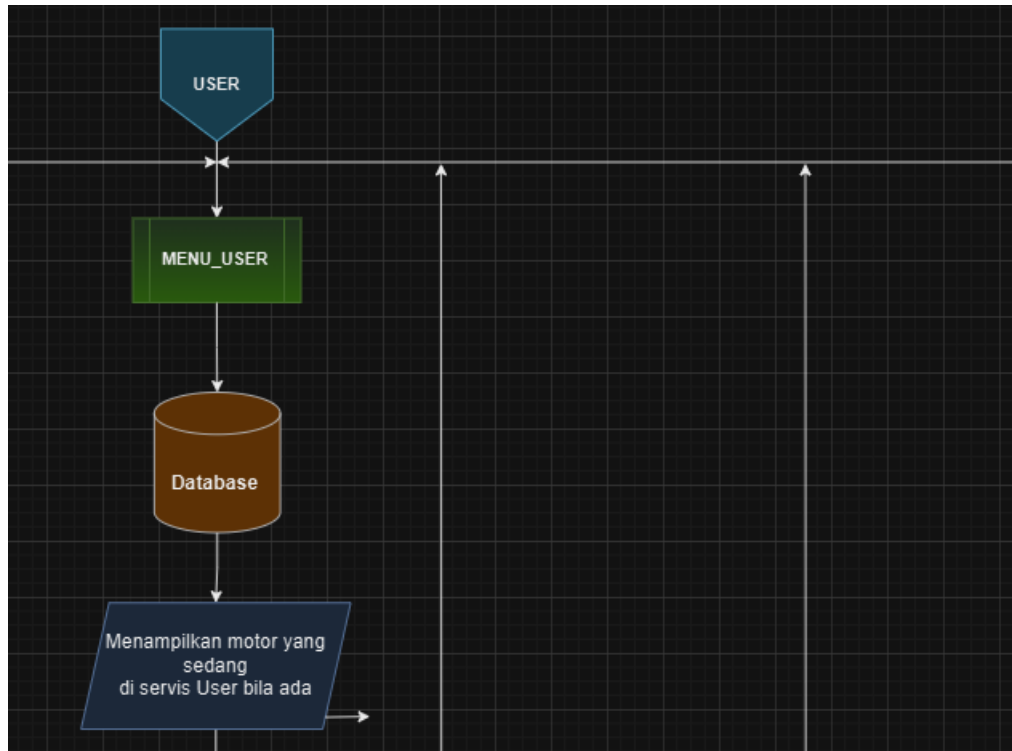 USER
MENU_USER
Database
Menampilkan motor yang
sedang
di servis User bila ada